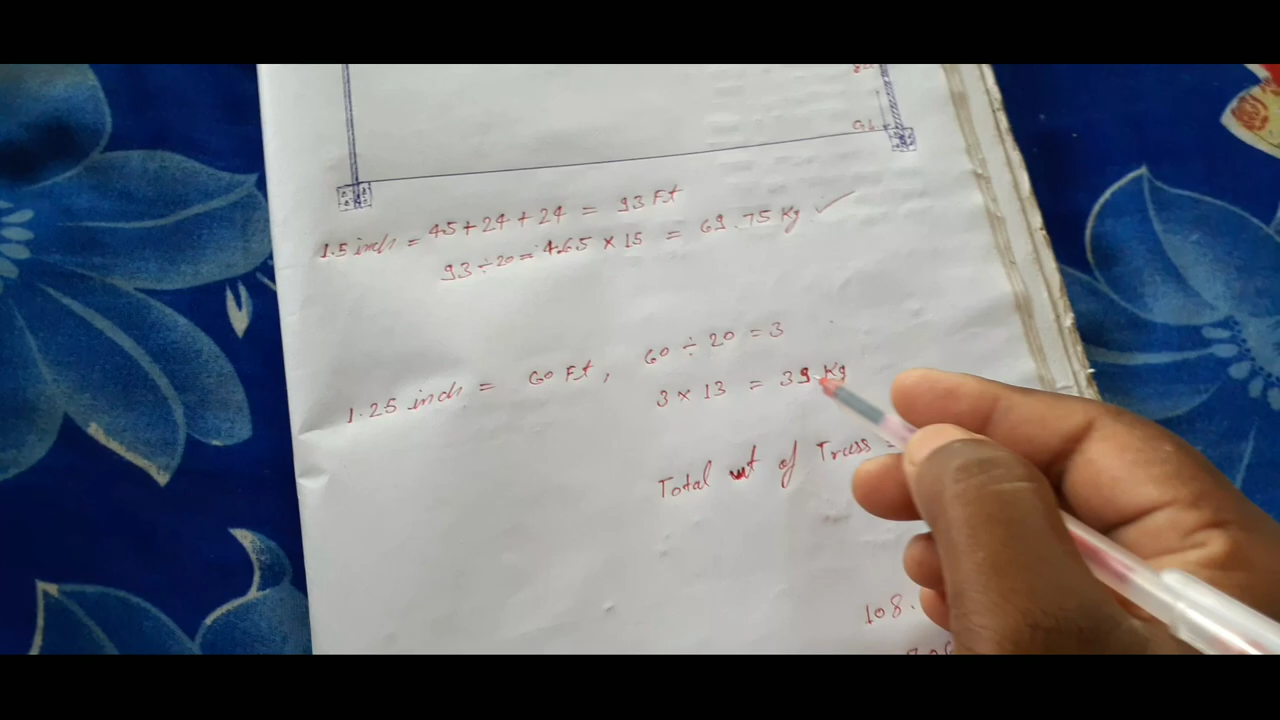 G.L.
1.5 inch = 45 + 24 + 24 = 93 Ft
93 ÷ 20 = 4.65 × 15 = 69.75 Kg ✓
1.25 inch = 60 Ft, 60 ÷ 20 = 3
3 × 13 = 39 Kg
Total wt of Truss =
108.